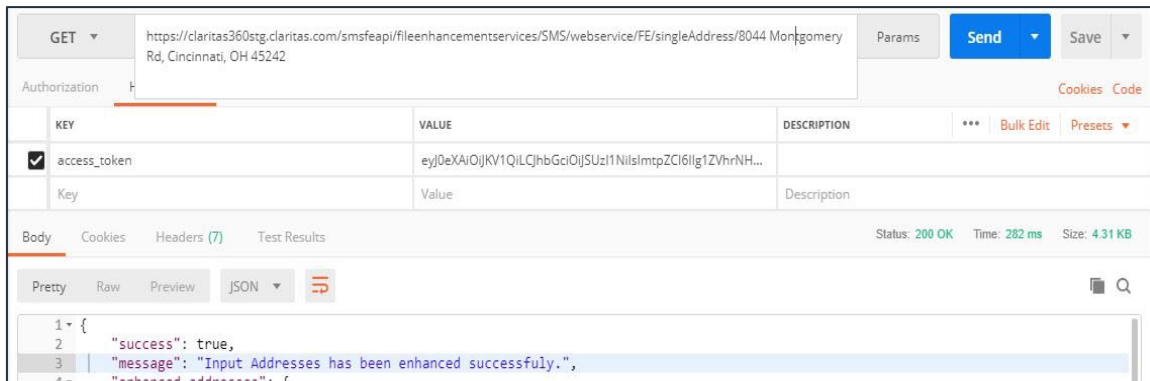 GET
https://claritas360stg.claritas.com/smsfeapi/fileenhancementservices/SMS/webservice/FE/singleAddress/8044 Montgomery
Rd, Cincinnati, OH 45242
Params
Send
Save
Authorization
Cookies Code
KEY VALUE DESCRIPTION ••• Bulk Edit Presets
access_token eyJ0eXAiOiJKV1QiLCJhbGciOiJSUzI1NiIsImtpZCI6Ilg1ZVhrNH...
Key Value Description
Body Cookies Headers (7) Test Results Status: 200 OK Time: 282 ms Size: 4.31 KB
Pretty Raw Preview JSON
1 {
2 "success": true,
3 "message": "Input Addresses has been enhanced successfuly.",
4 "enhanced_addresses": {